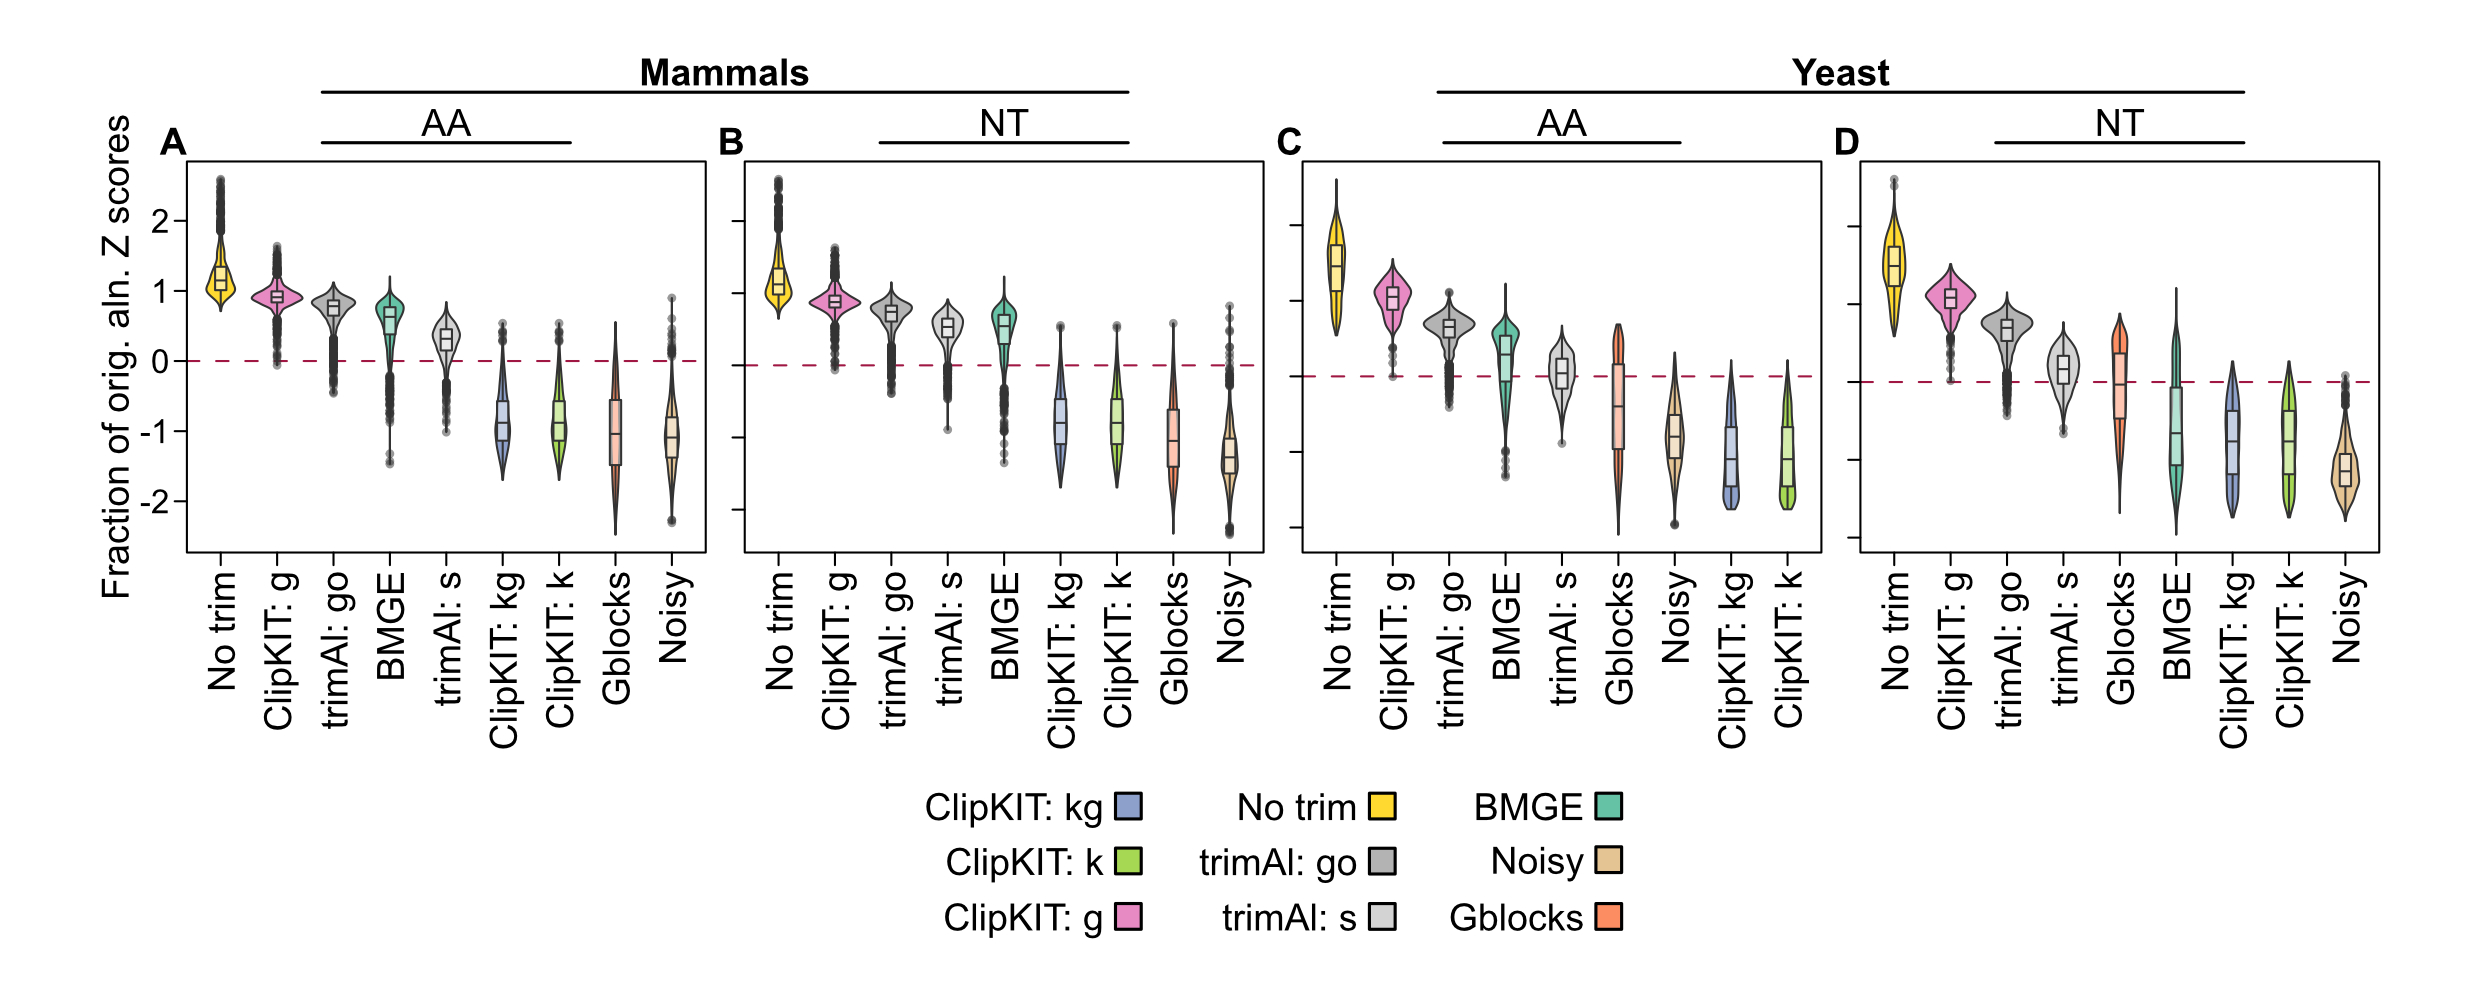 Mammals
Yeast
AA
NT
AA
NT
A
B
C
D
Fraction of orig. aln. Z scores
2
1
0
-1
-2
No trim
ClipKIT: g
trimAl: go
BMGE
trimAl: s
ClipKIT: kg
ClipKIT: k
Gblocks
Noisy
No trim
ClipKIT: g
trimAl: go
trimAl: s
BMGE
ClipKIT: kg
ClipKIT: k
Gblocks
Noisy
No trim
ClipKIT: g
trimAl: go
BMGE
trimAl: s
Gblocks
Noisy
ClipKIT: kg
ClipKIT: k
No trim
ClipKIT: g
trimAl: go
trimAl: s
Gblocks
BMGE
ClipKIT: kg
ClipKIT: k
Noisy
ClipKIT: kg
No trim
BMGE
ClipKIT: k
trimAl: go
Noisy
ClipKIT: g
trimAl: s
Gblocks